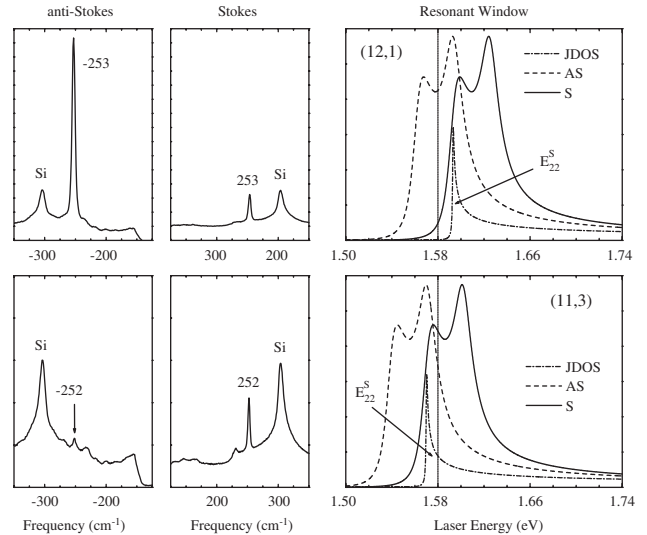 anti-Stokes
Stokes
Resonant Window
-253
Si
253
Si
(12,1)
JDOS
AS
S
E22S
-300
-200
200
300
1.50
1.58
1.66
1.74
Si
-252
Si
252
(11,3)
JDOS
AS
S
E22S
-300
-200
200
300
1.50
1.58
1.66
1.74
Frequency (cm-1)
Frequency (cm-1)
Laser Energy (eV)